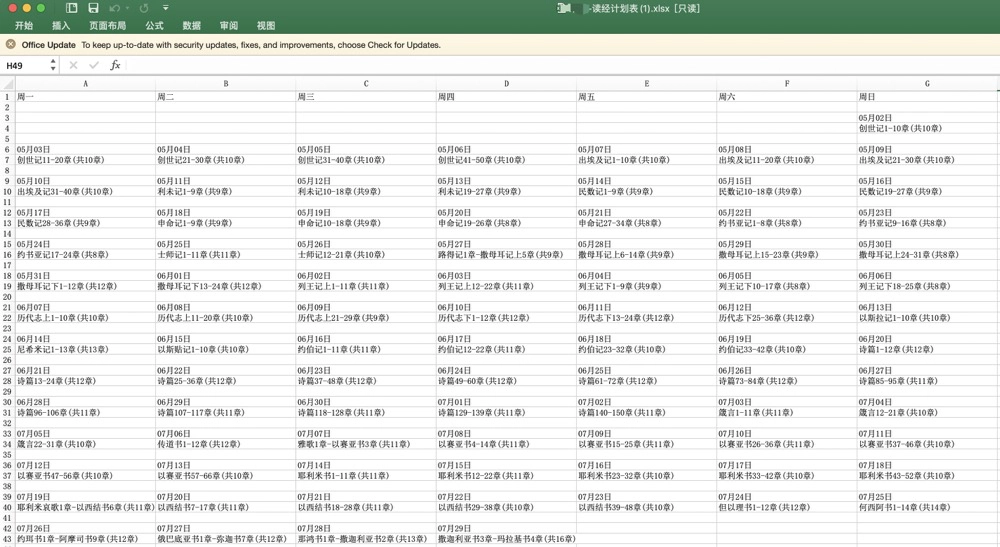 -读经计划表(1).xlsx [只读]
开始 插入 页面布局 公式 数据 审阅 视图
Office Update To keep up-to-date with security updates, fixes, and improvements, choose Check for Updates.
H49 fx
A B C D E F G
1 周一 周二 周三 周四 周五 周六 周日
2
3 05月02日
4 创世记1-10章(共10章)
5
6 05月03日 05月04日 05月05日 05月06日 05月07日 05月08日 05月09日
7 创世记11-20章(共10章) 创世记21-30章(共10章) 创世记31-40章(共10章) 创世记41-50章(共10章) 出埃及记1-10章(共10章) 出埃及记11-20章(共10章) 出埃及记21-30章(共10章)
8
9 05月10日 05月11日 05月12日 05月13日 05月14日 05月15日 05月16日
10 出埃及记31-40章(共10章) 利未记1-9章(共9章) 利未记10-18章(共9章) 利未记19-27章(共9章) 民数记1-9章(共9章) 民数记10-18章(共9章) 民数记19-27章(共9章)
11
12 05月17日 05月18日 05月19日 05月20日 05月21日 05月22日 05月23日
13 民数记28-36章(共9章) 申命记1-9章(共9章) 申命记10-18章(共9章) 申命记19-26章(共8章) 申命记27-34章(共8章) 约书亚记1-8章(共8章) 约书亚记9-16章(共8章)
14
15 05月24日 05月25日 05月26日 05月27日 05月28日 05月29日 05月30日
16 约书亚记17-24章(共8章) 士师记1-11章(共11章) 士师记12-21章(共10章) 路得记1章-撒母耳记上5章(共9章) 撒母耳记上6-14章(共9章) 撒母耳记上15-23章(共9章) 撒母耳记上24-31章(共8章)
17
18 05月31日 06月01日 06月02日 06月03日 06月04日 06月05日 06月06日
19 撒母耳记下1-12章(共12章) 撒母耳记下13-24章(共12章) 列王记上1-11章(共11章) 列王记上12-22章(共11章) 列王记下1-9章(共9章) 列王记下10-17章(共8章) 列王记下18-25章(共8章)
20
21 06月07日 06月08日 06月09日 06月10日 06月11日 06月12日 06月13日
22 历代志上1-10章(共10章) 历代志上11-20章(共10章) 历代志上21-29章(共9章) 历代志下1-12章(共12章) 历代志下13-24章(共12章) 历代志下25-36章(共12章) 以斯拉记1-10章(共10章)
23
24 06月14日 06月15日 06月16日 06月17日 06月18日 06月19日 06月20日
25 尼希米记1-13章(共13章) 以斯贴记1-10章(共10章) 约伯记1-11章(共11章) 约伯记12-22章(共11章) 约伯记23-32章(共10章) 约伯记33-42章(共10章) 诗篇1-12章(共12章)
26
27 06月21日 06月22日 06月23日 06月24日 06月25日 06月26日 06月27日
28 诗篇13-24章(共12章) 诗篇25-36章(共12章) 诗篇37-48章(共12章) 诗篇49-60章(共12章) 诗篇61-72章(共12章) 诗篇73-84章(共12章) 诗篇85-95章(共11章)
29
30 06月28日 06月29日 06月30日 07月01日 07月02日 07月03日 07月04日
31 诗篇96-106章(共11章) 诗篇107-117章(共11章) 诗篇118-128章(共11章) 诗篇129-139章(共11章) 诗篇140-150章(共11章) 箴言1-11章(共11章) 箴言12-21章(共10章)
32
33 07月05日 07月06日 07月07日 07月08日 07月09日 07月10日 07月11日
34 箴言22-31章(共10章) 传道书1-12章(共12章) 雅歌1章-以赛亚书3章(共11章) 以赛亚书4-14章(共11章) 以赛亚书15-25章(共11章) 以赛亚书26-36章(共11章) 以赛亚书37-46章(共10章)
35
36 07月12日 07月13日 07月14日 07月15日 07月16日 07月17日 07月18日
37 以赛亚书47-56章(共10章) 以赛亚书57-66章(共10章) 耶利米书1-11章(共11章) 耶利米书12-22章(共11章) 耶利米书23-32章(共10章) 耶利米书33-42章(共10章) 耶利米书43-52章(共10章)
38
39 07月19日 07月20日 07月21日 07月22日 07月23日 07月24日 07月25日
40 耶利米哀歌1章-以西结书6章(共11章) 以西结书7-17章(共11章) 以西结书18-28章(共11章) 以西结书29-38章(共10章) 以西结书39-48章(共10章) 但以理书1-12章(共12章) 何西阿书1-14章(共14章)
41
42 07月26日 07月27日 07月28日 07月29日
43 约珥书1章-阿摩司书9章(共12章) 俄巴底亚书1章-弥迦书7章(共12章) 那鸿书1章-撒迦利亚书2章(共13章) 撒迦利亚书3章-玛拉基书4章(共16章)